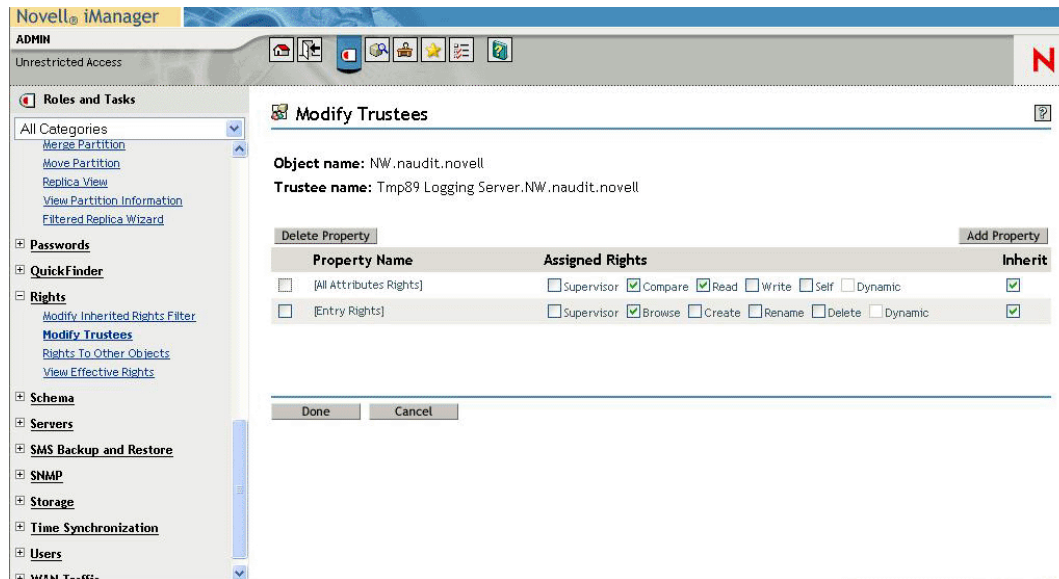 Novell® iManager
ADMIN
Unrestricted Access
N
Roles and Tasks
All Categories
Merge Partition
Move Partition
Replica View
View Partition Information
Filtered Replica Wizard
Passwords
QuickFinder
Rights
Modify Inherited Rights Filter
Modify Trustees
Rights To Other Objects
View Effective Rights
Schema
Servers
SMS Backup and Restore
SNMP
Storage
Time Synchronization
Users
WAN Traffic
Modify Trustees
Object name: NW.naudit.novell
Trustee name: Tmp89 Logging Server.NW.naudit.novell
Delete Property Add Property
Property Name Assigned Rights Inherit
[All Attributes Rights] Supervisor Compare Read Write Self Dynamic
[Entry Rights] Supervisor Browse Create Rename Delete Dynamic
Done Cancel